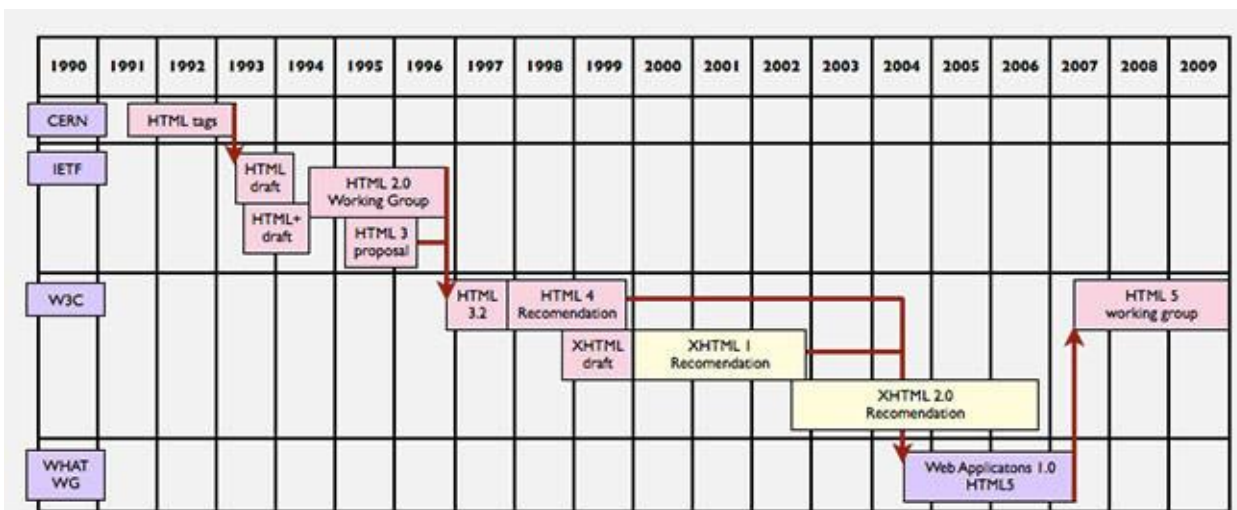 1990 1991 1992 1993 1994 1995 1996 1997 1998 1999 2000 2001 2002 2003 2004 2005 2006 2007 2008 2009
CERN
HTML tags
IETF
HTML
draft
HTML 2.0
Working Group
HTML+
draft
HTML 3
proposal
W3C
HTML
3.2
HTML 4
Recomendation
HTML 5
working group
XHTML
draft
XHTML 1
Recomendation
XHTML 2.0
Recomendation
WHAT
WG
Web Applicatons 1.0
HTML5